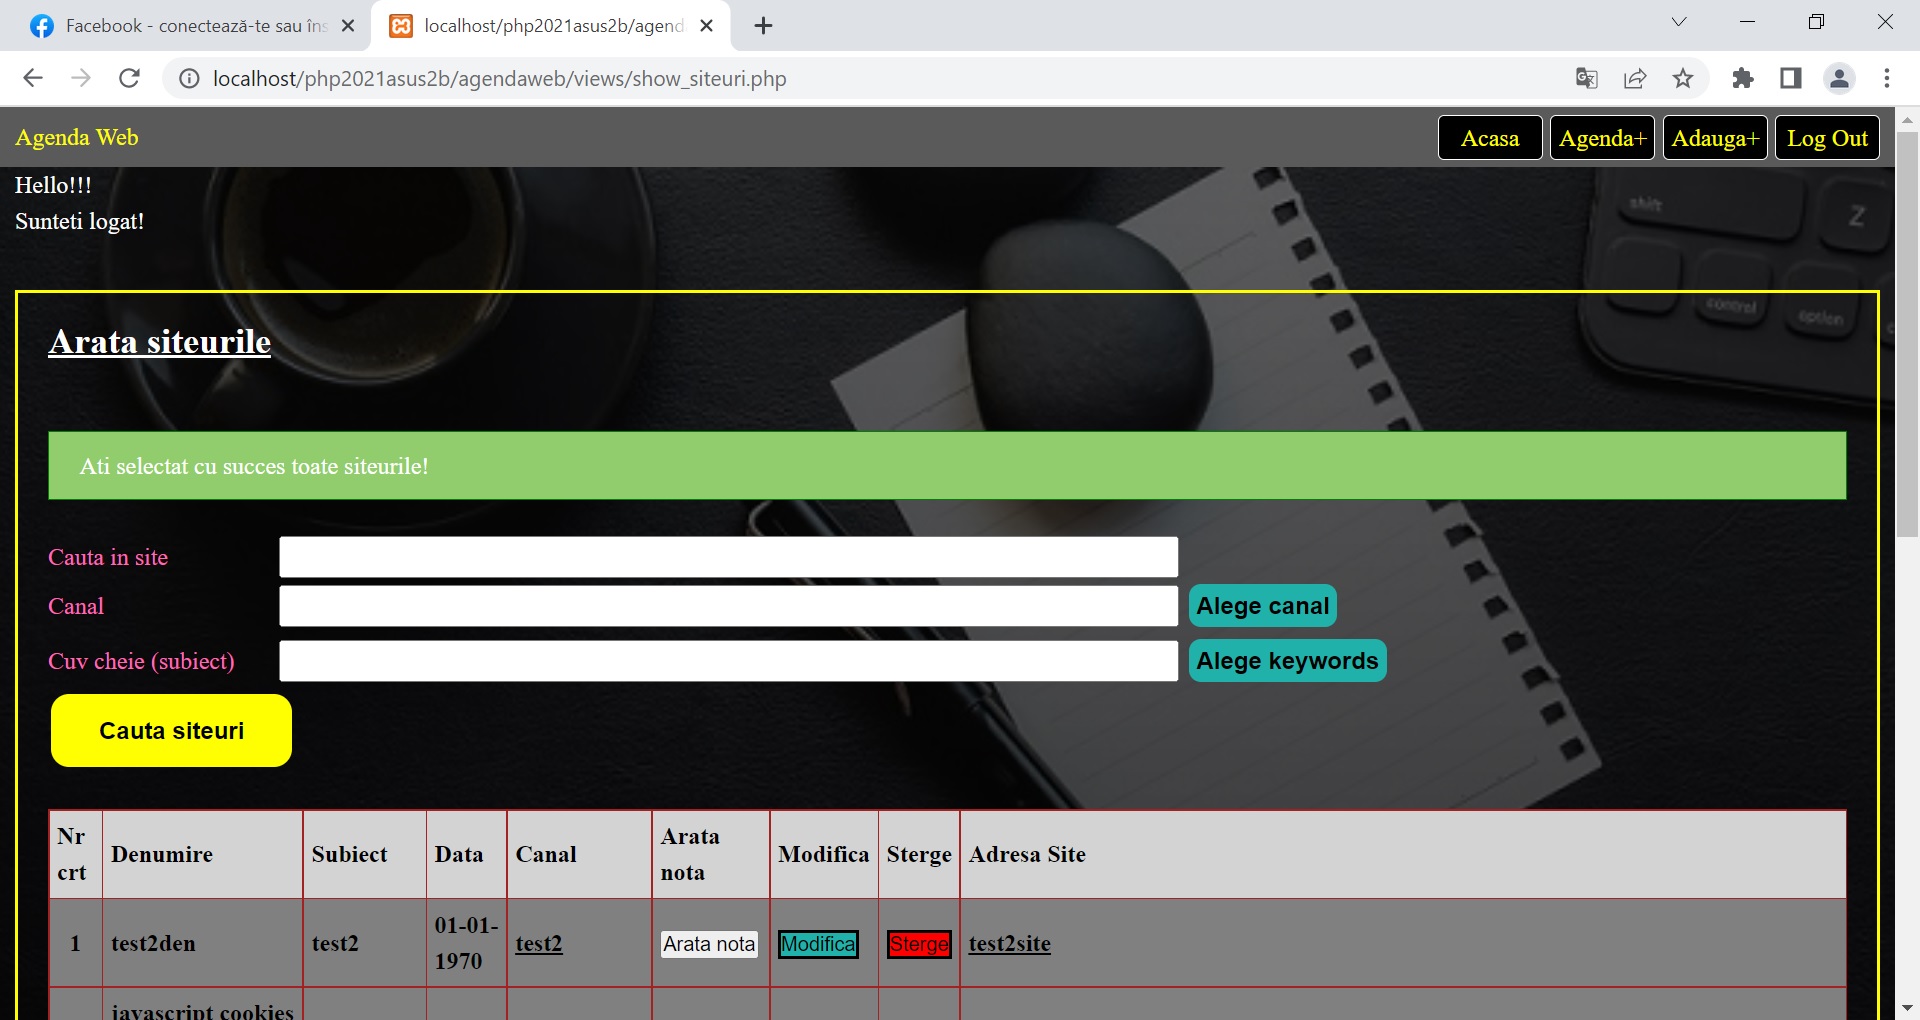 Facebook - conectează-te sau îns
localhost/php2021asus2b/agend
localhost/php2021asus2b/agendaweb/views/show_siteuri.php
Agenda Web
Acasa
Agenda+
Adauga+
Log Out
Hello!!!
Sunteti logat!
shift
Z
control
option
Arata siteurile
Ati selectat cu succes toate siteurile!
Cauta in site
Canal
Alege canal
Cuv cheie (subiect)
Alege keywords
Cauta siteuri
Nr crt
Denumire
Subiect
Data
Canal
Arata nota
Modifica
Sterge
Adresa Site
1
test2den
test2
01-01-
1970
test2
Arata nota
Modifica
Sterge
test2site
javascript cookies